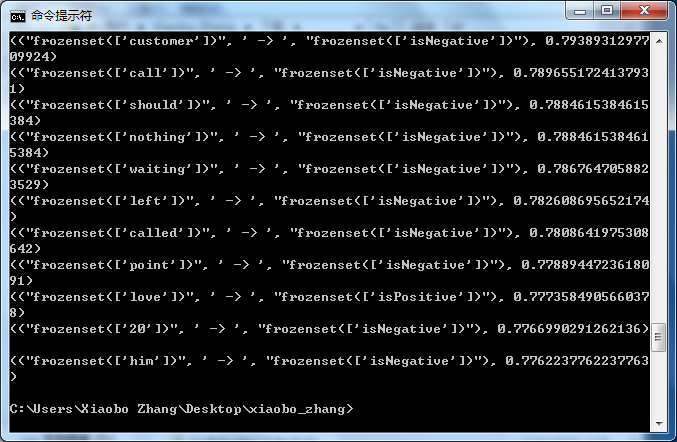 命令提示符
(("frozenset(['customer'])", ' -> ', "frozenset(['isNegative'])"), 0.79389312977
09924)
(("frozenset(['call'])", ' -> ', "frozenset(['isNegative'])"), 0.789655172413793
1)
(("frozenset(['should'])", ' -> ', "frozenset(['isNegative'])"), 0.7884615384615
384)
(("frozenset(['nothing'])", ' -> ', "frozenset(['isNegative'])"), 0.788461538461
5384)
(("frozenset(['waiting'])", ' -> ', "frozenset(['isNegative'])"), 0.786764705882
3529)
(("frozenset(['left'])", ' -> ', "frozenset(['isNegative'])"), 0.782608695652174
)
(("frozenset(['called'])", ' -> ', "frozenset(['isNegative'])"), 0.7808641975308
642)
(("frozenset(['point'])", ' -> ', "frozenset(['isNegative'])"), 0.77889447236180
91)
(("frozenset(['love'])", ' -> ', "frozenset(['isPositive'])"), 0.777358490566037
8)
(("frozenset(['20'])", ' -> ', "frozenset(['isNegative'])"), 0.7766990291262136)
(("frozenset(['him'])", ' -> ', "frozenset(['isNegative'])"), 0.7762237762237763
)
C:\Users\Xiaobo Zhang\Desktop\xiaobo_zhang>